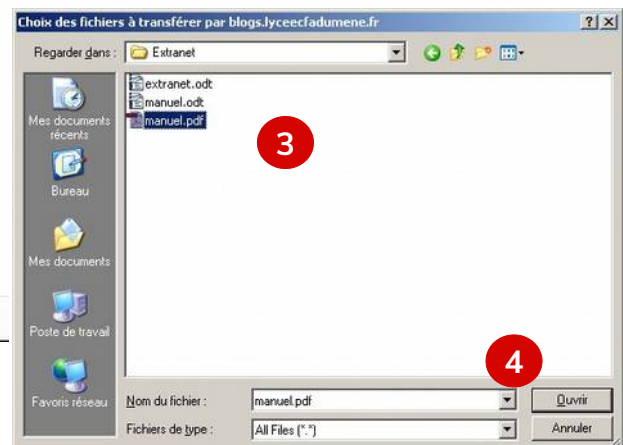 Choix des fichiers à transférer par blogs.lyceecfadumene.fr
Regarder dans : Extranet
extranet.odt
manuel.odt
manuel.pdf
3
Mes documents
récents
Bureau
Mes documents
Poste de travail
Favoris réseau
4
Nom du fichier : manuel.pdf Ouvrir
Fichiers de type : All Files (*.*) Annuler